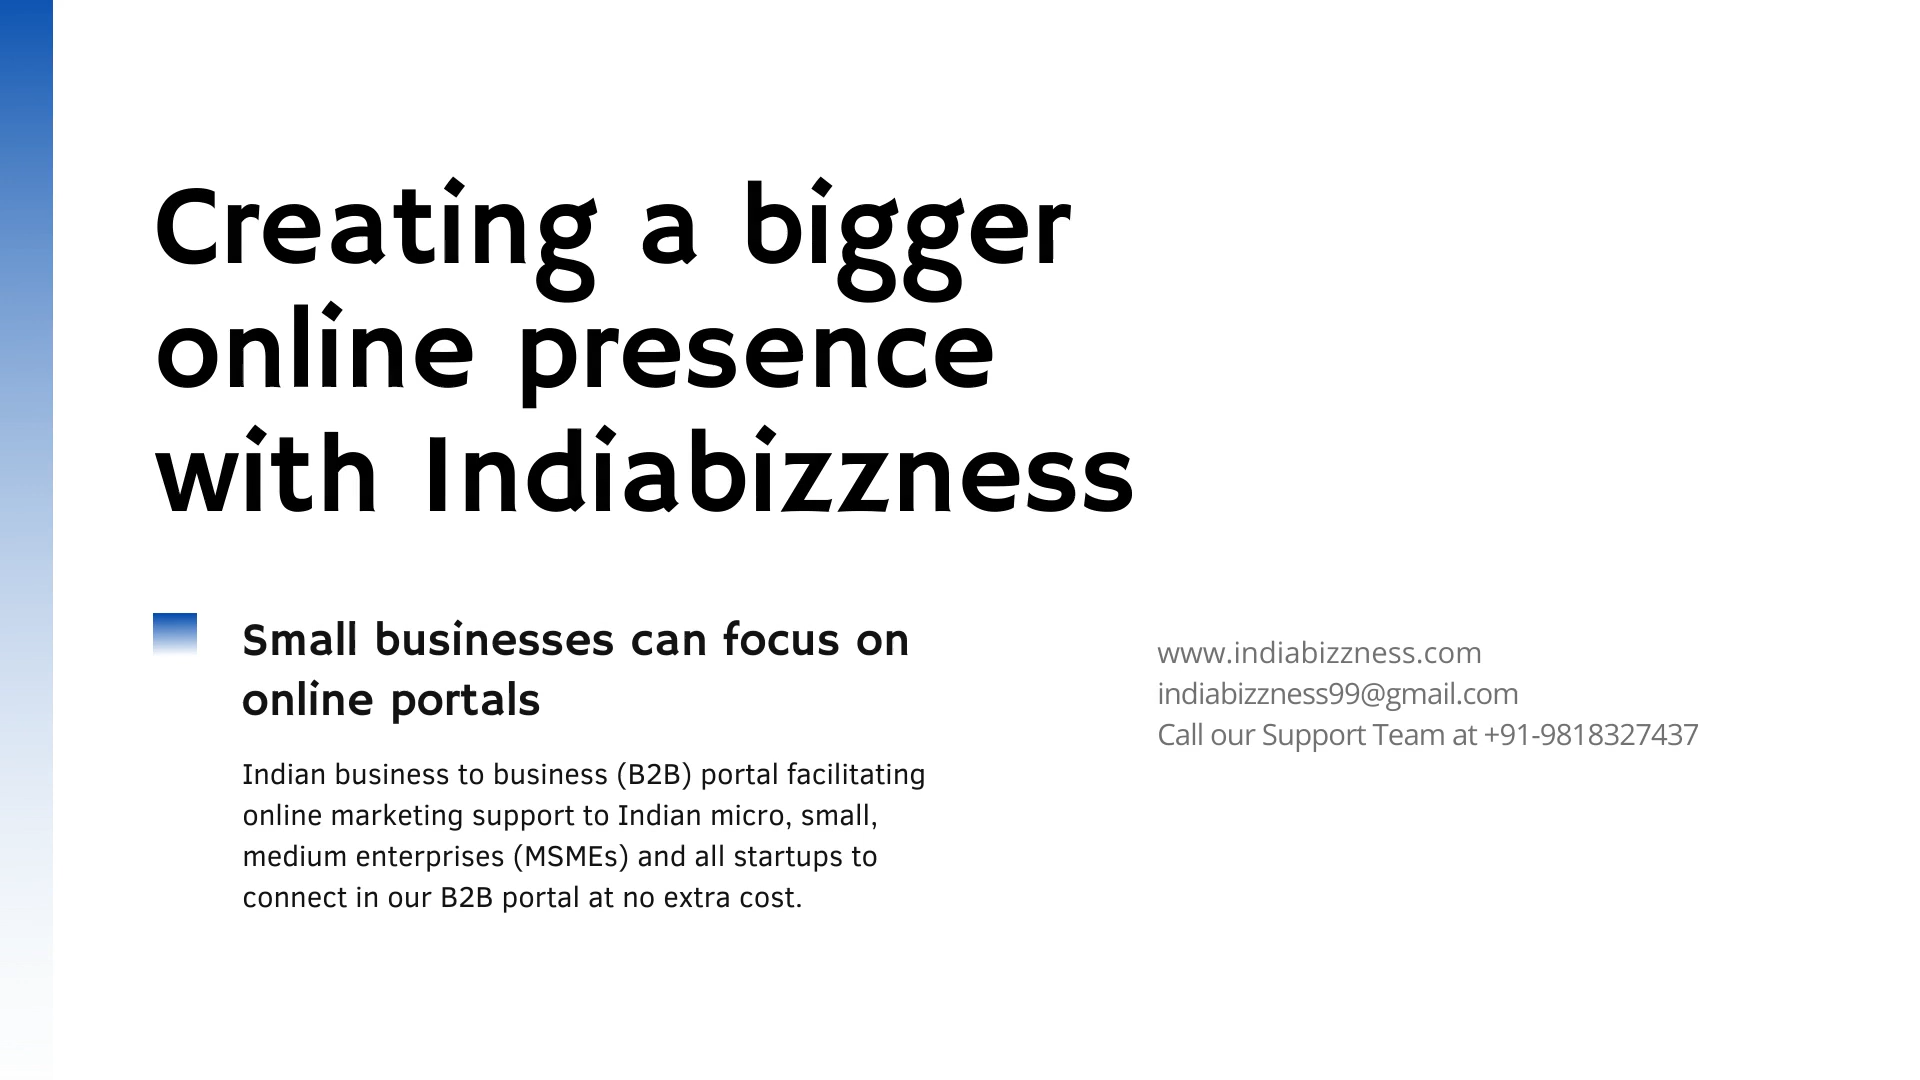 Creating a bigger
online presence
with Indiabizzness
Small businesses can focus on
online portals
Indian business to business (B2B) portal facilitating
online marketing support to Indian micro, small,
medium enterprises (MSMEs) and all startups to
connect in our B2B portal at no extra cost.
www.indiabizzness.com
indiabizzness99@gmail.com
Call our Support Team at +91-9818327437